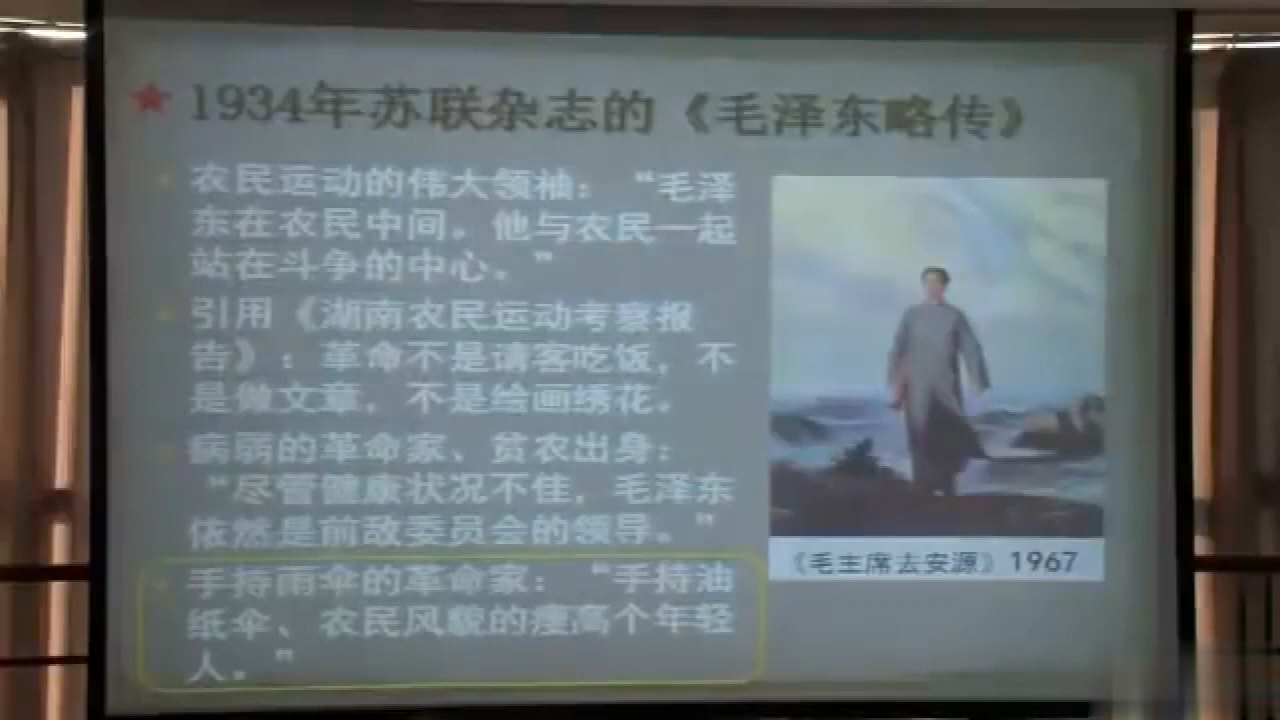 1934年苏联杂志的《毛泽东略传》
农民运动的伟大领袖：“毛泽
东在农民中间。他与农民一起
站在斗争的中心。”
引用《湖南农民运动考察报
告》：革命不是请客吃饭，不
是做文章，不是绘画绣花。
病弱的革命家、贫农出身：
“尽管健康状况不佳，毛泽东
依然是前敌委员会的领导。”
手持雨伞的革命家：“手持油
纸伞、农民风貌的瘦高个年轻
人。”
《毛主席去安源》1967